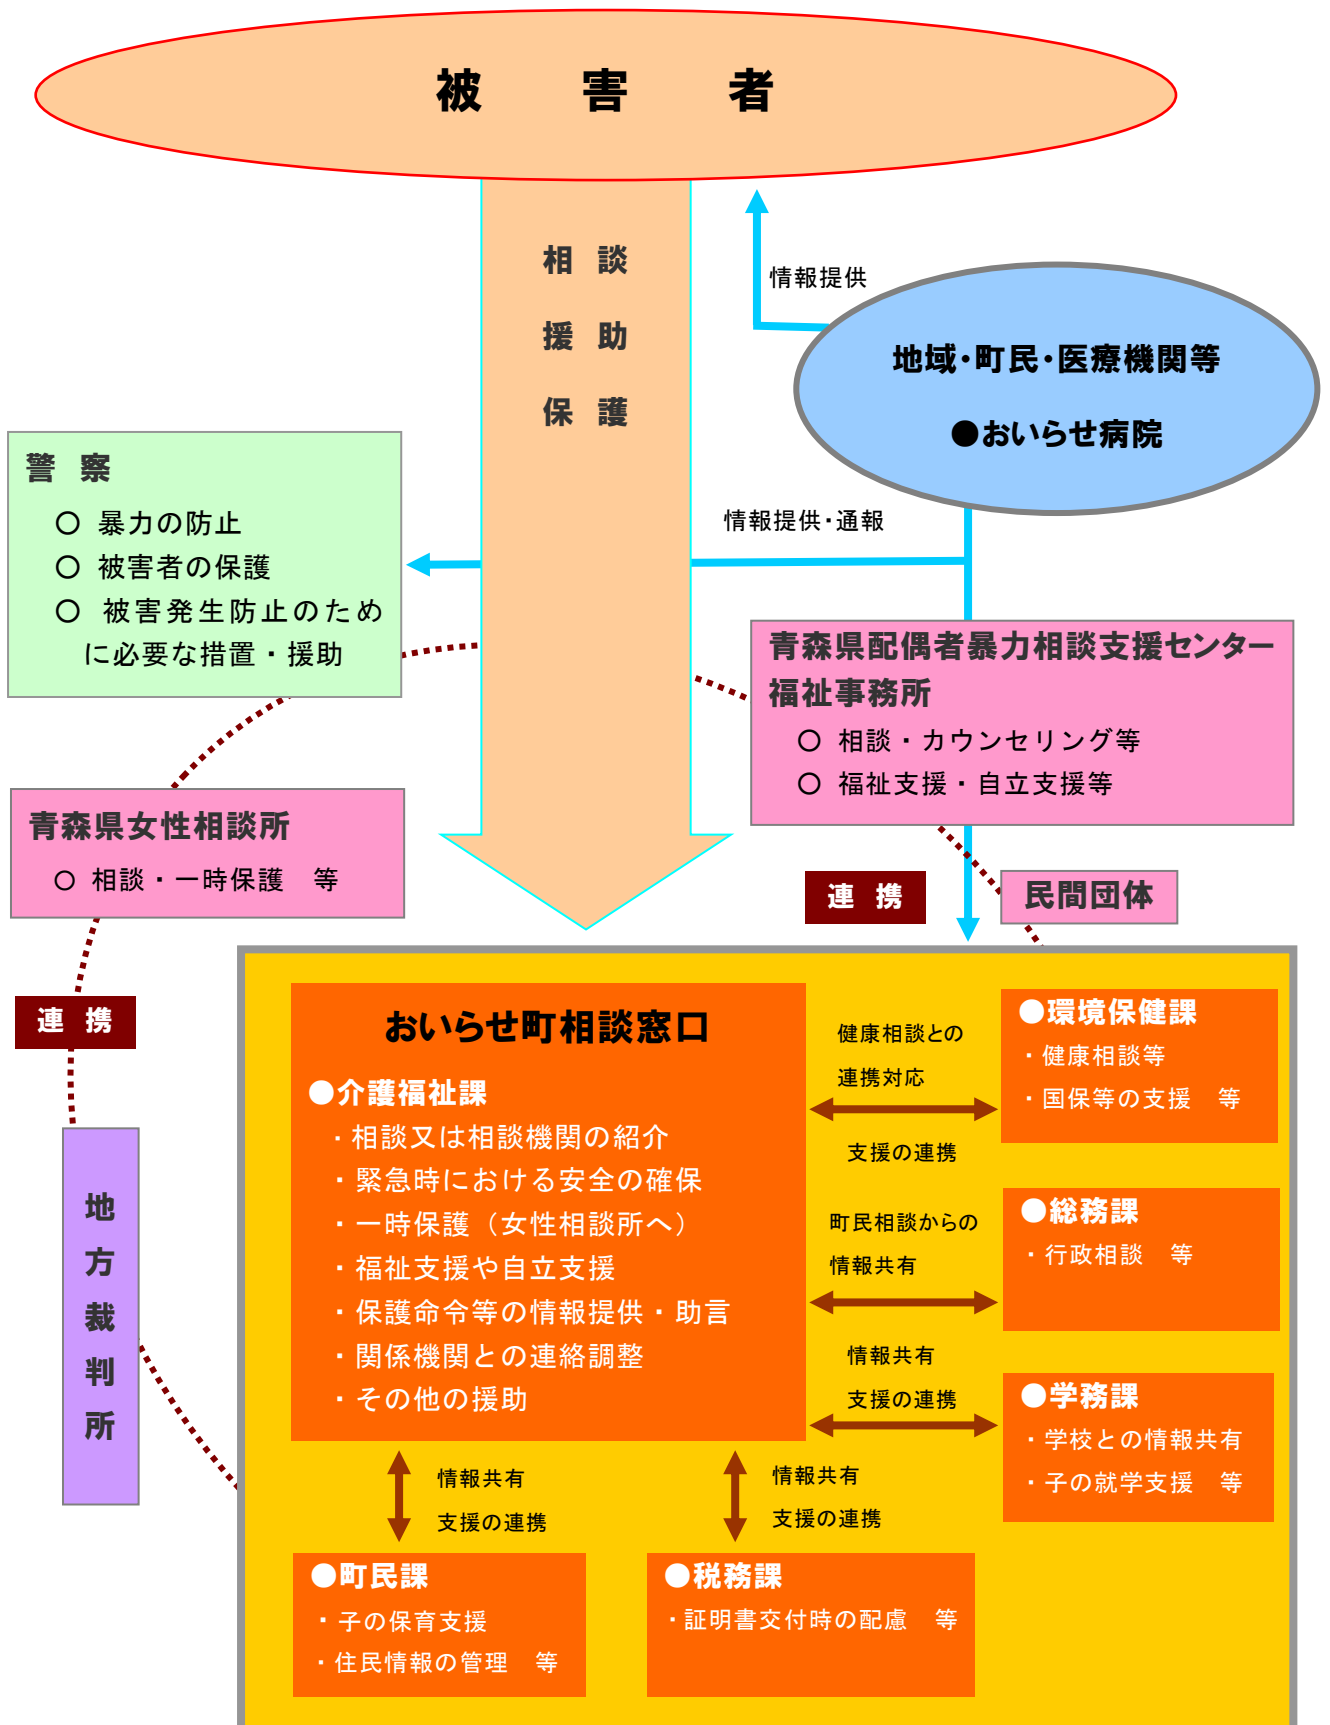 被害者
相談
援助
保護
情報提供
地域・町民・医療機関等
●おいらせ病院
警察
○ 暴力の防止
○ 被害者の保護
○ 被害発生防止のため
に必要な措置・援助
情報提供・通報
青森県配偶者暴力相談支援センター
福祉事務所
○ 相談・カウンセリング等
○ 福祉支援・自立支援等
青森県女性相談所
○ 相談・一時保護　等
連携
民間団体
連携
地方裁判所
おいらせ町相談窓口
●介護福祉課
・相談又は相談機関の紹介
・緊急時における安全の確保
・一時保護（女性相談所へ）
・福祉支援や自立支援
・保護命令等の情報提供・助言
・関係機関との連絡調整
・その他の援助
健康相談との
連携対応
支援の連携
●環境保健課
・健康相談等
・国保等の支援　等
町民相談からの
情報共有
●総務課
・行政相談　等
情報共有
支援の連携
●学務課
・学校との情報共有
・子の就学支援　等
情報共有
支援の連携
情報共有
支援の連携
●町民課
・子の保育支援
・住民情報の管理　等
●税務課
・証明書交付時の配慮　等